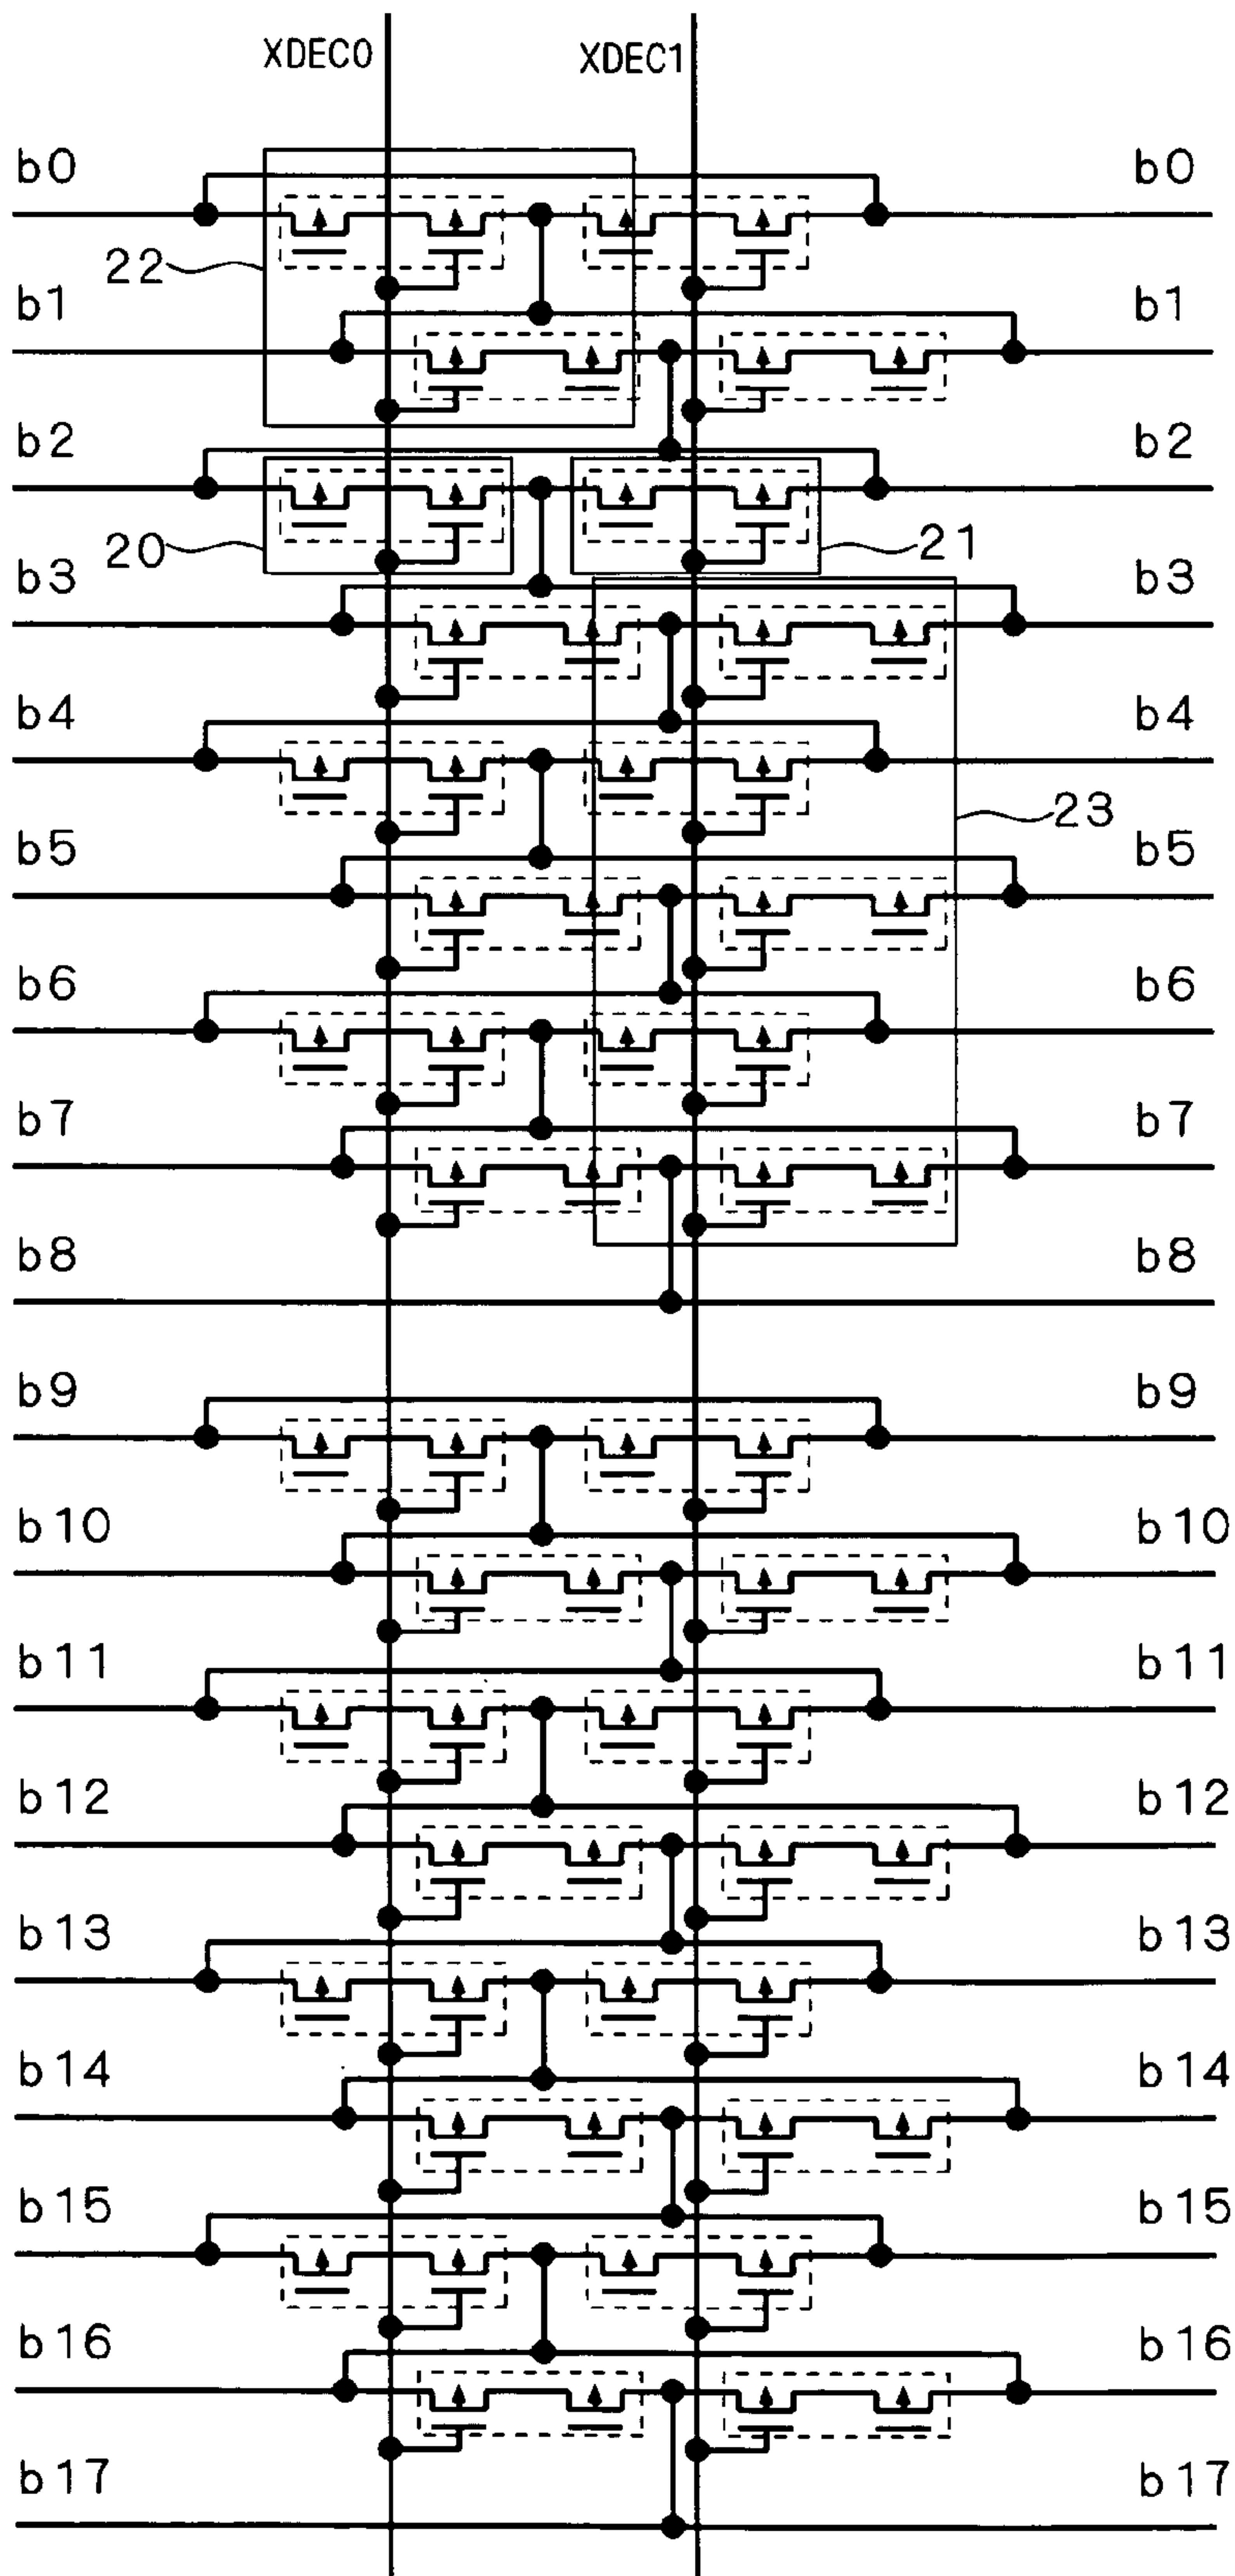 XDEC0 XDEC1
b0 b0
22
b1 b1
b2 b2
20 21
b3 b3
b4 b4
23
b5 b5
b6 b6
b7 b7
b8 b8
b9 b9
b10 b10
b11 b11
b12 b12
b13 b13
b14 b14
b15 b15
b16 b16
b17 b17